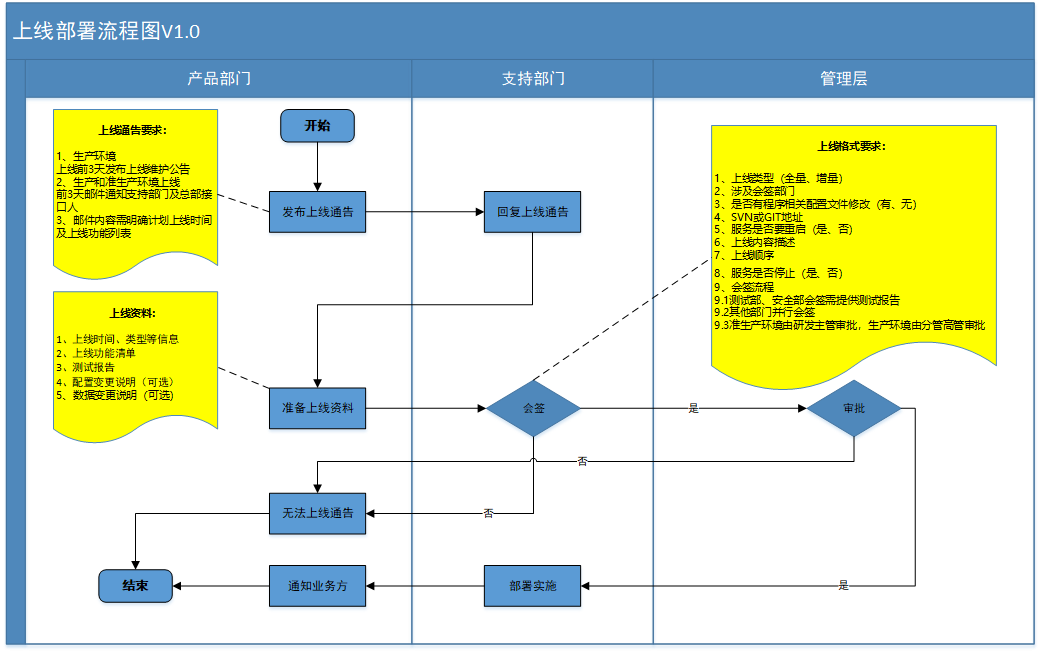 上线部署流程图V1.0
产品部门
支持部门
管理层
上线通告要求：
1、生产环境
上线前3天发布上线维护公告
2、生产和准生产环境上线
前3天邮件通知支持部门及总部接
口人
3、邮件内容需明确计划上线时间
及上线功能列表
开始
发布上线通告
回复上线通告
上线格式要求：
1、上线类型（全量、增量）
2、涉及会签部门
3、是否有程序相关配置文件修改（有、无）
4、SVN或GIT地址
5、服务是否要重启（是、否）
6、上线内容描述
7、上线顺序
8、服务是否停止（是、否）
9、会签流程
9.1测试部、安全部会签需提供测试报告
9.2其他部门并行会签
9.3准生产环境由研发主管审批，生产环境由分管高管审批
上线资料：
1、上线时间、类型等信息
2、上线功能清单
3、测试报告
4、配置变更说明（可选）
5、数据变更说明（可选）
准备上线资料
会签
是
审批
否
无法上线通告
否
结束
通知业务方
部署实施
是